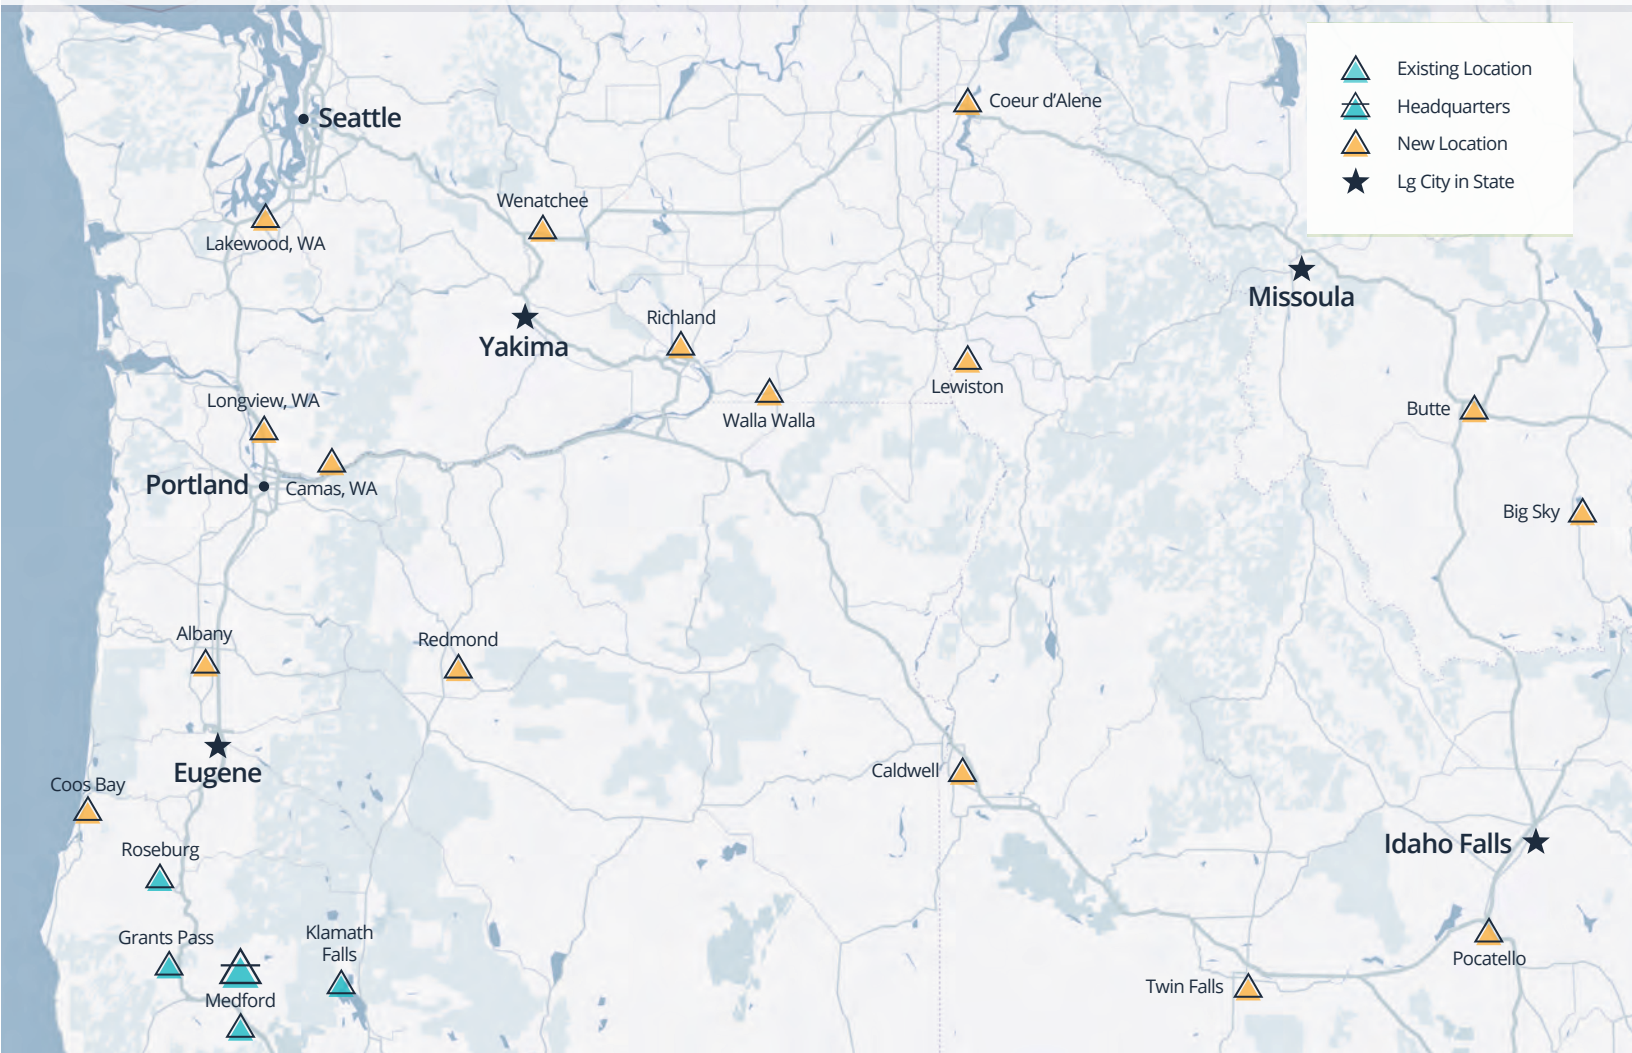 Existing Location
Headquarters
New Location
Lg City in State
Coeur d’Alene
Seattle
Wenatchee
Lakewood, WA
Missoula
Richland
Yakima
Lewiston
Longview, WA
Butte
Walla Walla
Portland
Camas, WA
Big Sky
Albany
Redmond
Eugene
Caldwell
Coos Bay
Idaho Falls
Roseburg
Grants Pass
Klamath
Falls
Pocatello
Twin Falls
Medford